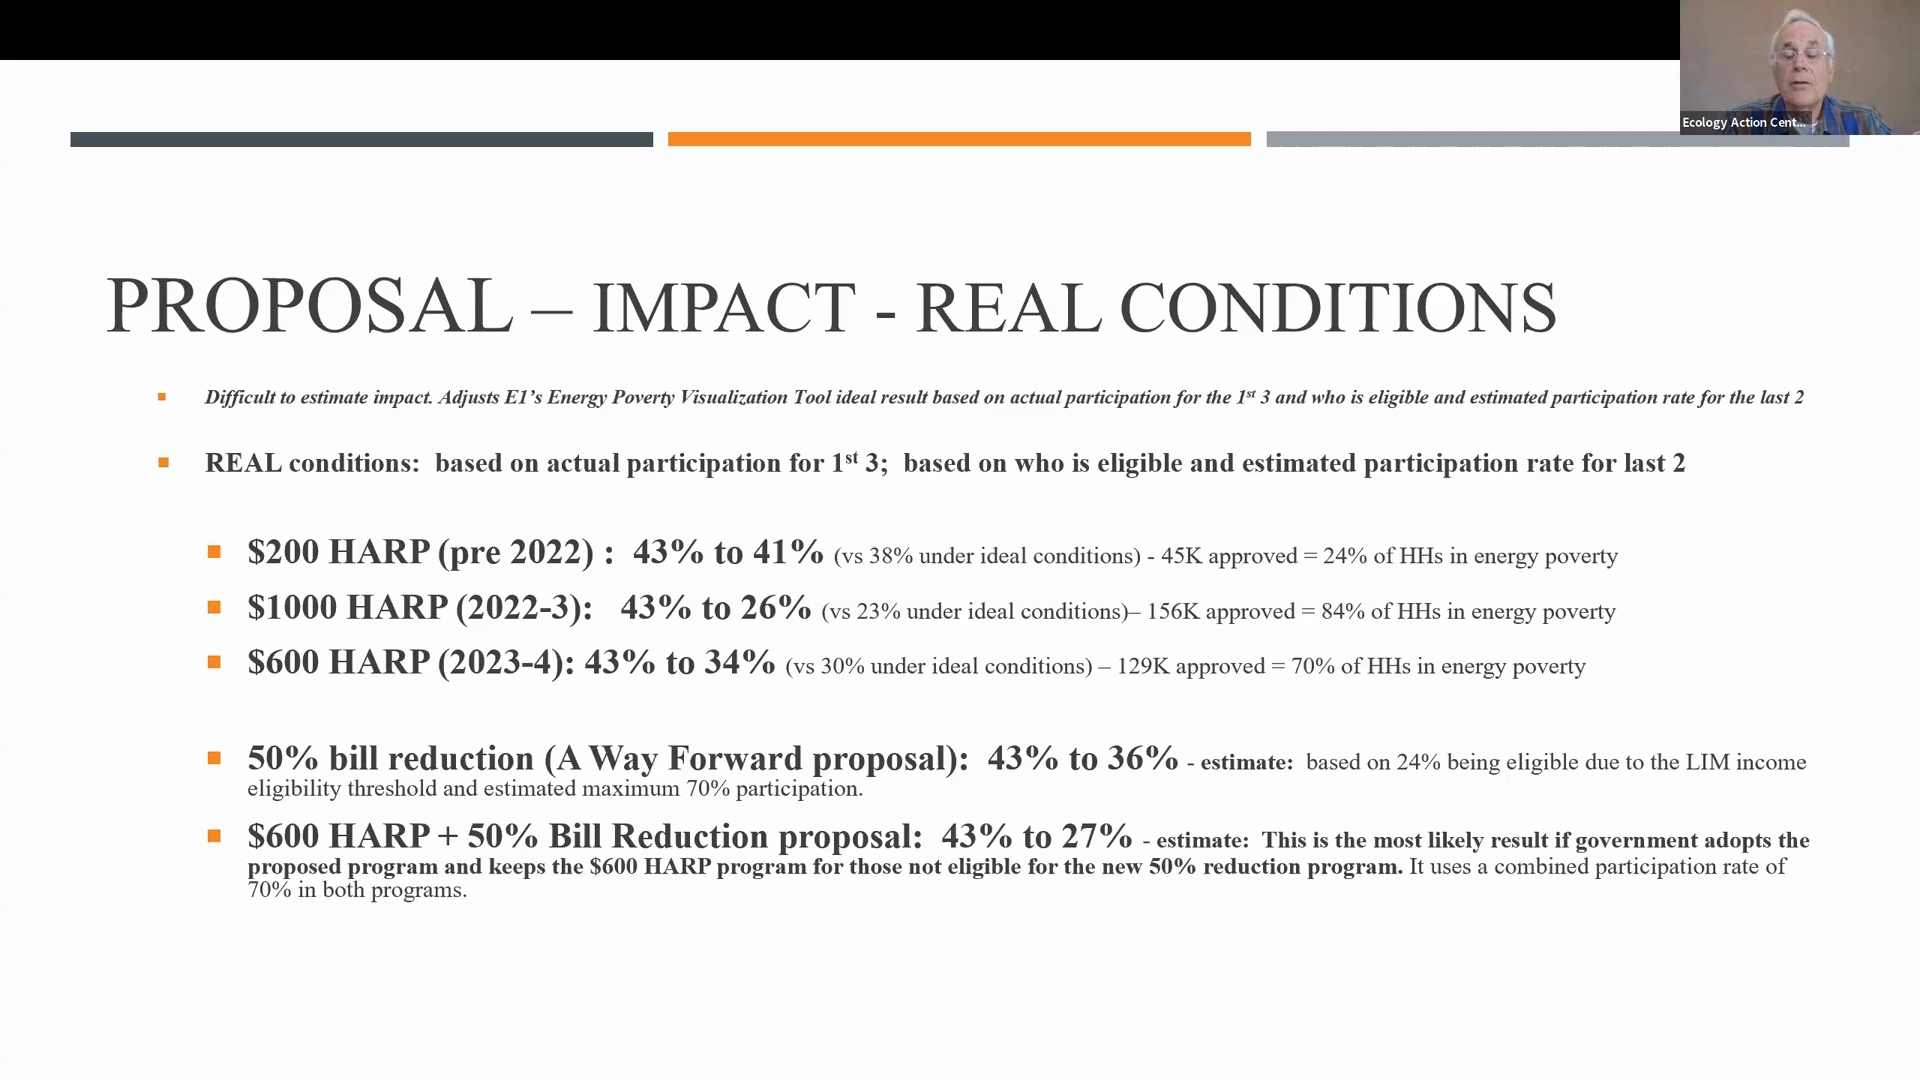 Ecology Action Cent...
PROPOSAL – IMPACT - REAL CONDITIONS
Difficult to estimate impact. Adjusts E1’s Energy Poverty Visualization Tool ideal result based on actual participation for the 1st 3 and who is eligible and estimated participation rate for the last 2
REAL conditions:  based on actual participation for 1st 3;  based on who is eligible and estimated participation rate for last 2
$200 HARP (pre 2022) :  43% to 41% (vs 38% under ideal conditions) - 45K approved = 24% of HHs in energy poverty
$1000 HARP (2022-3):   43% to 26% (vs 23% under ideal conditions)– 156K approved = 84% of HHs in energy poverty
$600 HARP (2023-4): 43% to 34% (vs 30% under ideal conditions) – 129K approved = 70% of HHs in energy poverty
50% bill reduction (A Way Forward proposal):  43% to 36% - estimate:  based on 24% being eligible due to the LIM income
eligibility threshold and estimated maximum 70% participation.
$600 HARP + 50% Bill Reduction proposal:  43% to 27% - estimate:  This is the most likely result if government adopts the
proposed program and keeps the $600 HARP program for those not eligible for the new 50% reduction program. It uses a combined participation rate of
70% in both programs.